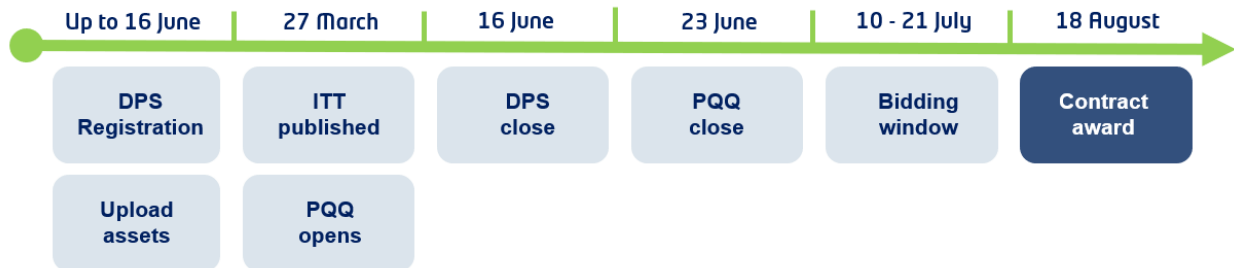 Up to 16 June
27 March
16 June
23 June
10 - 21 July
18 August
DPS
Registration
ITT
published
DPS
close
PQQ
close
Bidding
window
Contract
award
Upload
assets
PQQ
opens